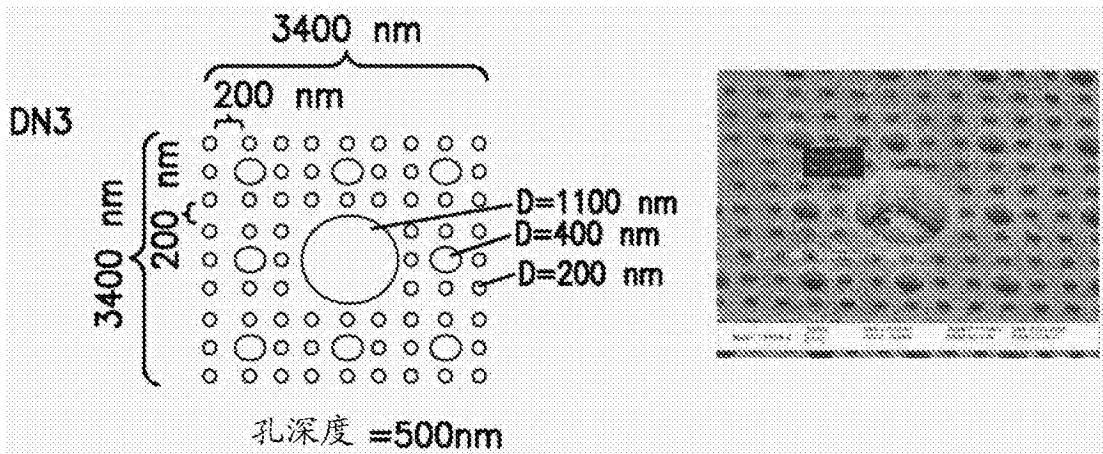 3400 nm
200 nm
DN3
3400 nm
200 nm
D=1100 nm
D=400 nm
D=200 nm
孔深度 =500nm